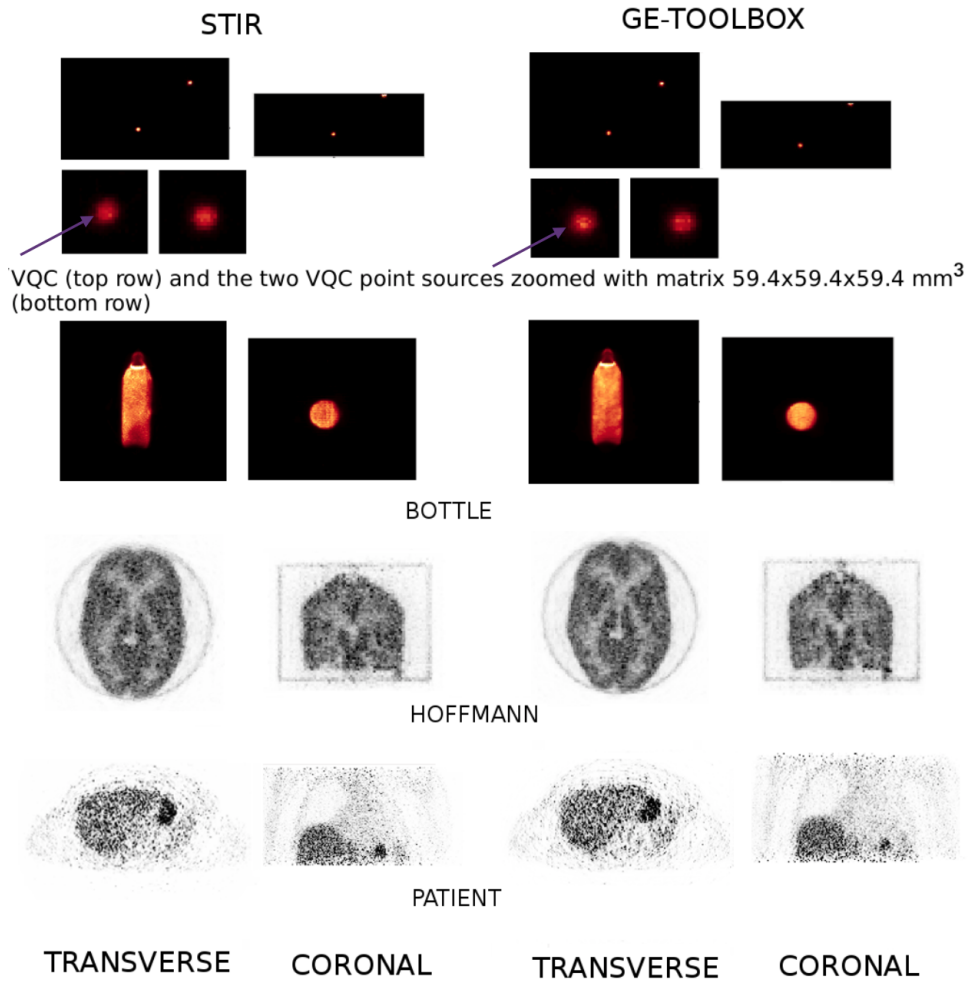 STIR
GE-TOOLBOX
VQC (top row) and the two VQC point sources zoomed with matrix 59.4x59.4x59.4 mm³
(bottom row)
BOTTLE
HOFFMANN
PATIENT
TRANSVERSE
CORONAL
TRANSVERSE
CORONAL